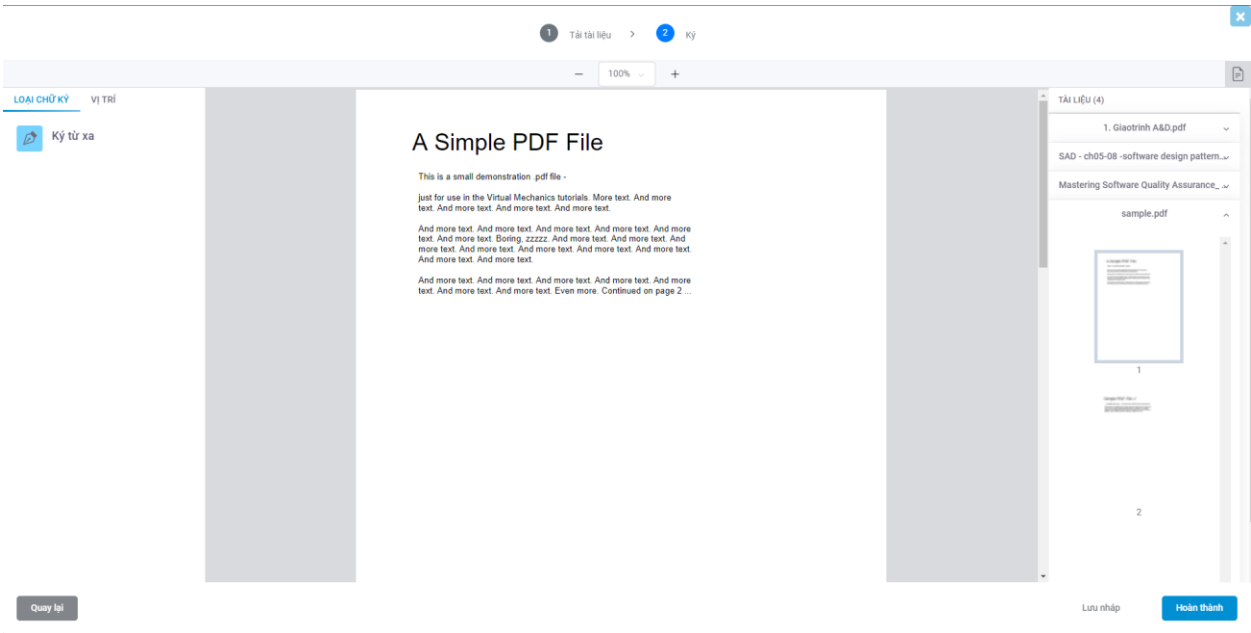 1 Tải tài liệu > 2 Ký
100%
LOẠI CHỮ KÝ VỊ TRÍ
Ký từ xa
A Simple PDF File
This is a small demonstration .pdf file -
just for use in the Virtual Mechanics tutorials. More text. And more
text. And more text. And more text. And more text.
And more text. And more text. And more text. And more text. And more
text. And more text. Boring, zzzzz. And more text. And more text. And
more text. And more text. And more text. And more text. And more text.
And more text. And more text.
And more text. And more text. And more text. And more text. And more
text. And more text. And more text. Even more. Continued on page 2 ...
TÀI LIỆU (4)
1. Giaotrinh A&D.pdf
SAD - ch05-08 -software design pattern...
Mastering Software Quality Assurance_ ...
sample.pdf
1
2
Quay lại
Lưu nháp
Hoàn thành